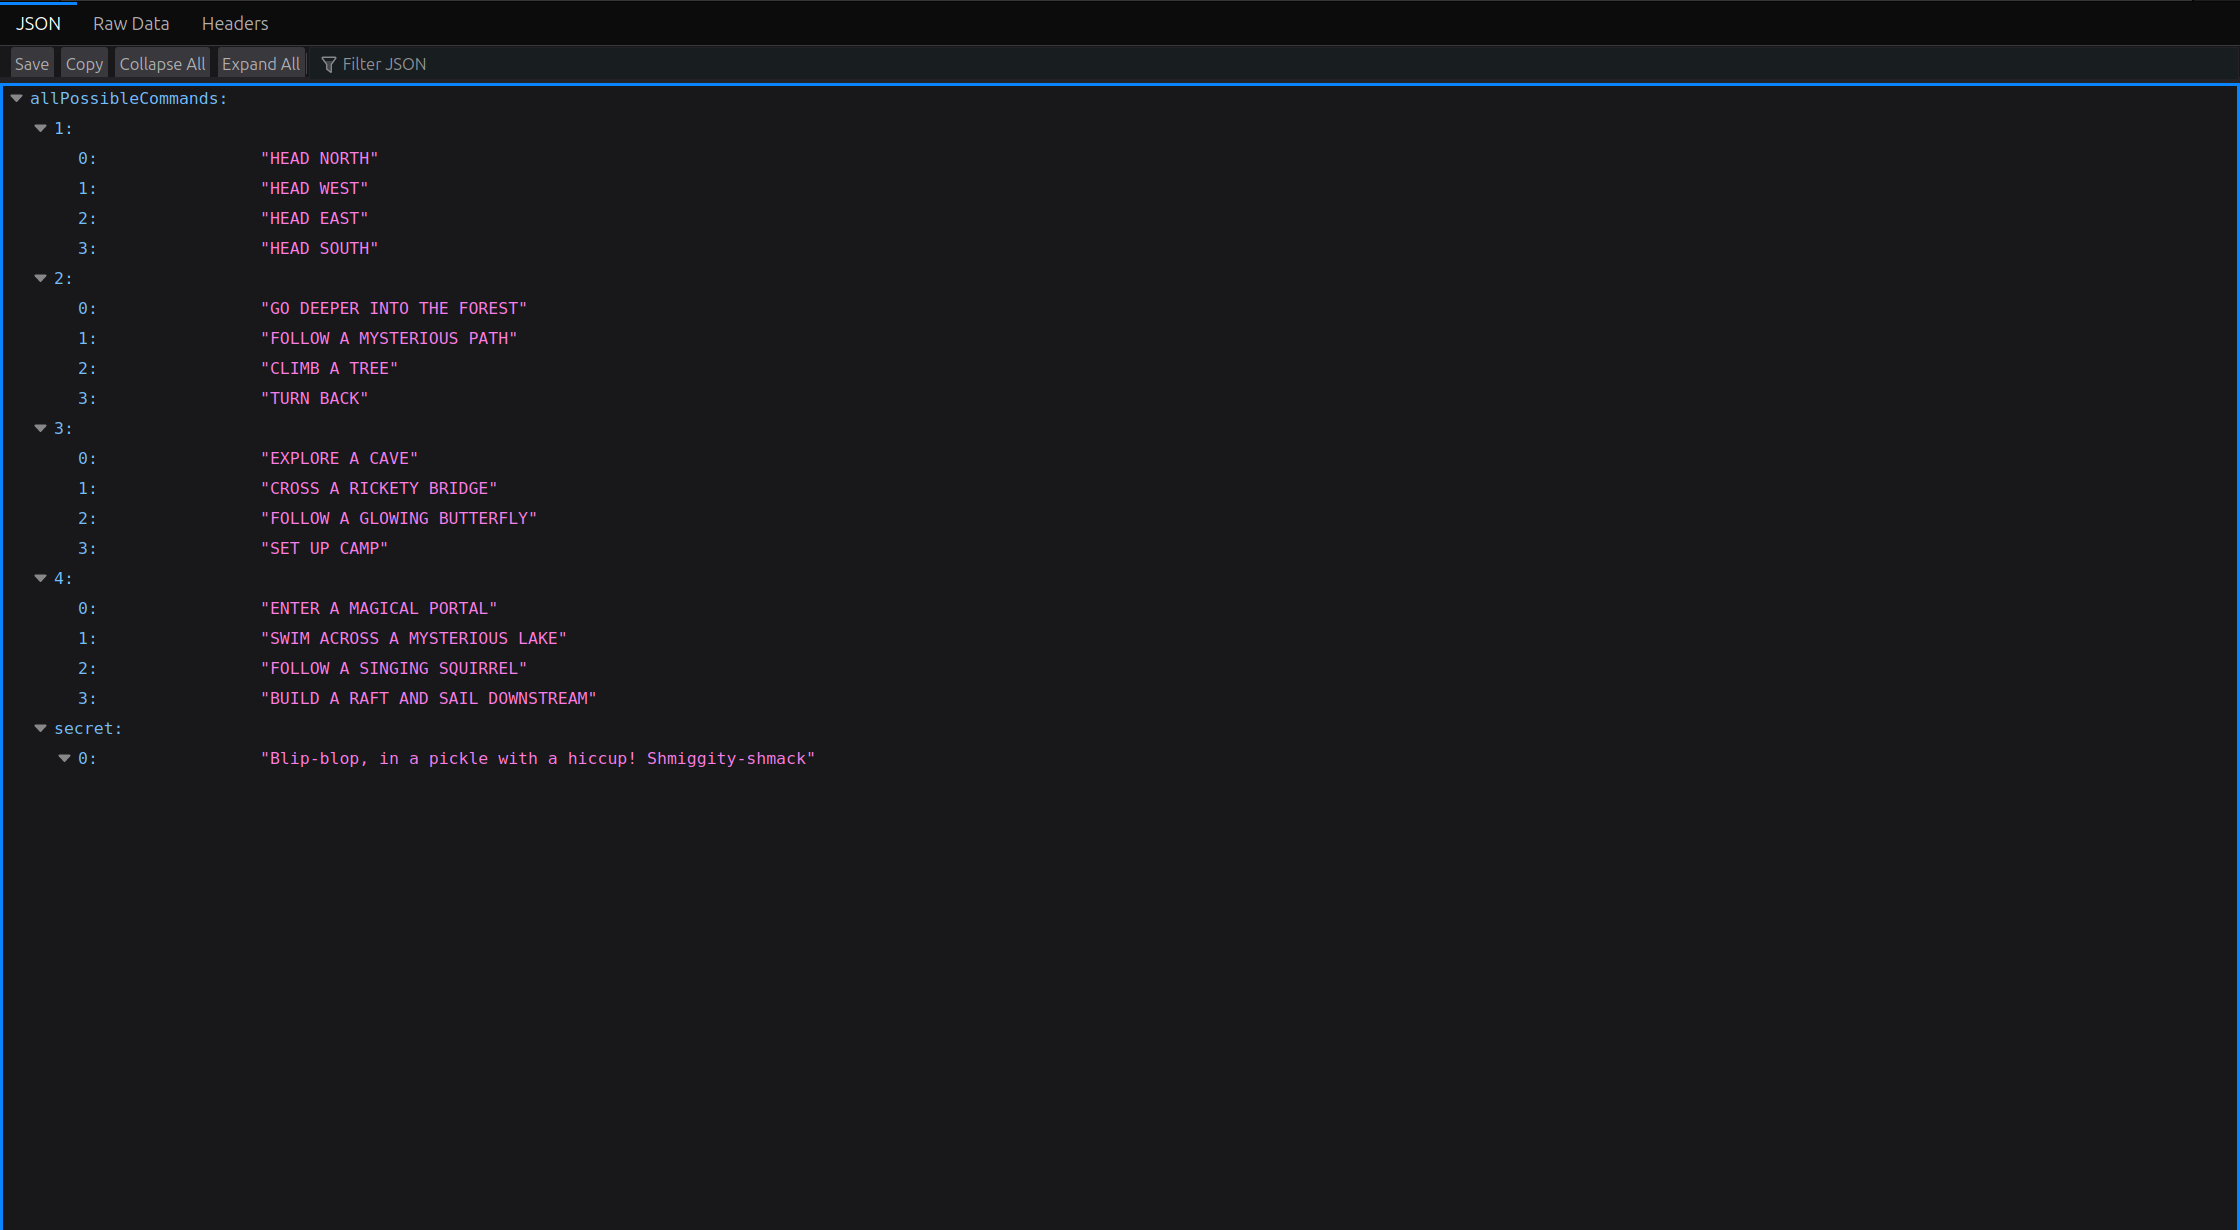 JSON Raw Data Headers
Save Copy Collapse All Expand All Filter JSON
allPossibleCommands:
1:
0: "HEAD NORTH"
1: "HEAD WEST"
2: "HEAD EAST"
3: "HEAD SOUTH"
2:
0: "GO DEEPER INTO THE FOREST"
1: "FOLLOW A MYSTERIOUS PATH"
2: "CLIMB A TREE"
3: "TURN BACK"
3:
0: "EXPLORE A CAVE"
1: "CROSS A RICKETY BRIDGE"
2: "FOLLOW A GLOWING BUTTERFLY"
3: "SET UP CAMP"
4:
0: "ENTER A MAGICAL PORTAL"
1: "SWIM ACROSS A MYSTERIOUS LAKE"
2: "FOLLOW A SINGING SQUIRREL"
3: "BUILD A RAFT AND SAIL DOWNSTREAM"
secret:
0: "Blip-blop, in a pickle with a hiccup! Shmiggity-shmack"